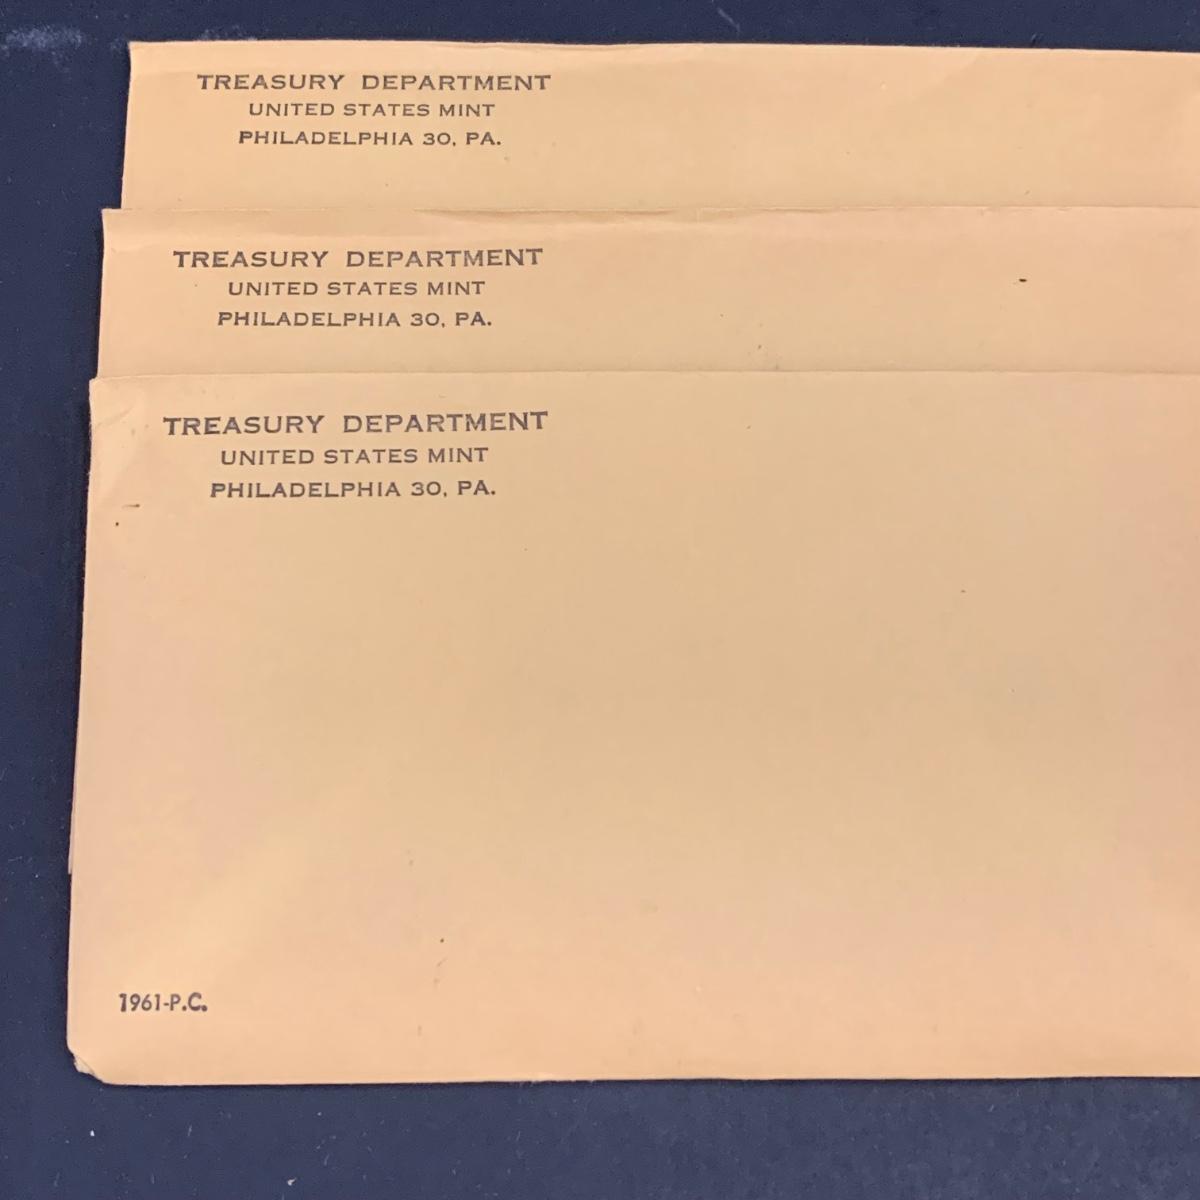 TREASURY DEPARTMENT
UNITED STATES MINT
PHILADELPHIA 30, PA.
TREASURY DEPARTMENT
UNITED STATES MINT
PHILADELPHIA 30, PA.
TREASURY DEPARTMENT
UNITED STATES MINT
PHILADELPHIA 30, PA.
1961-P.C.